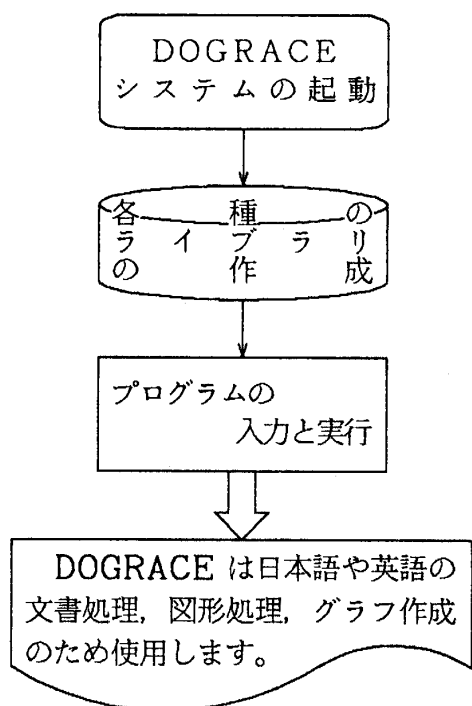 DOGRACE
システムの起動
各種の
ライブラリ
の作成
プログラムの
入力と実行
DOGRACE は日本語や英語の
文書処理，図形処理，グラフ作成
のため使用します。